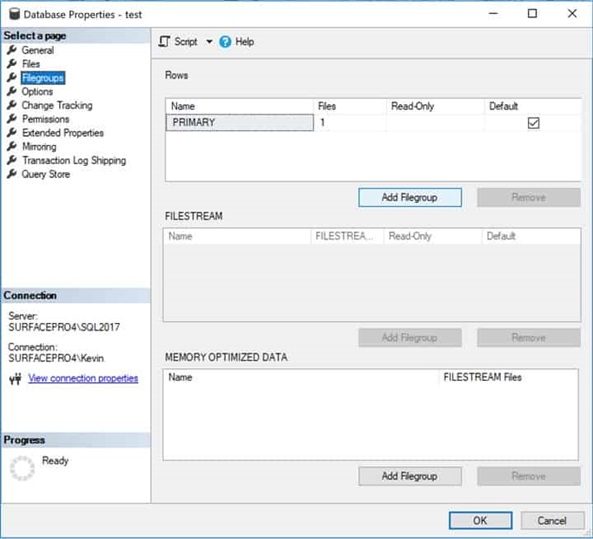 Database Properties - test
Select a page
General
Files
Filegroups
Options
Change Tracking
Permissions
Extended Properties
Mirroring
Transaction Log Shipping
Query Store
Connection
Server:
SURFACEPRO4\SQL2017
Connection:
SURFACEPRO4\Kevin
View connection properties
Progress
Ready
Script Help
Rows
Name Files Read-Only Default
PRIMARY 1
Add Filegroup Remove
FILESTREAM
Name FILESTREA... Read-Only Default
Add Filegroup Remove
MEMORY OPTIMIZED DATA
Name FILESTREAM Files
Add Filegroup Remove
OK Cancel